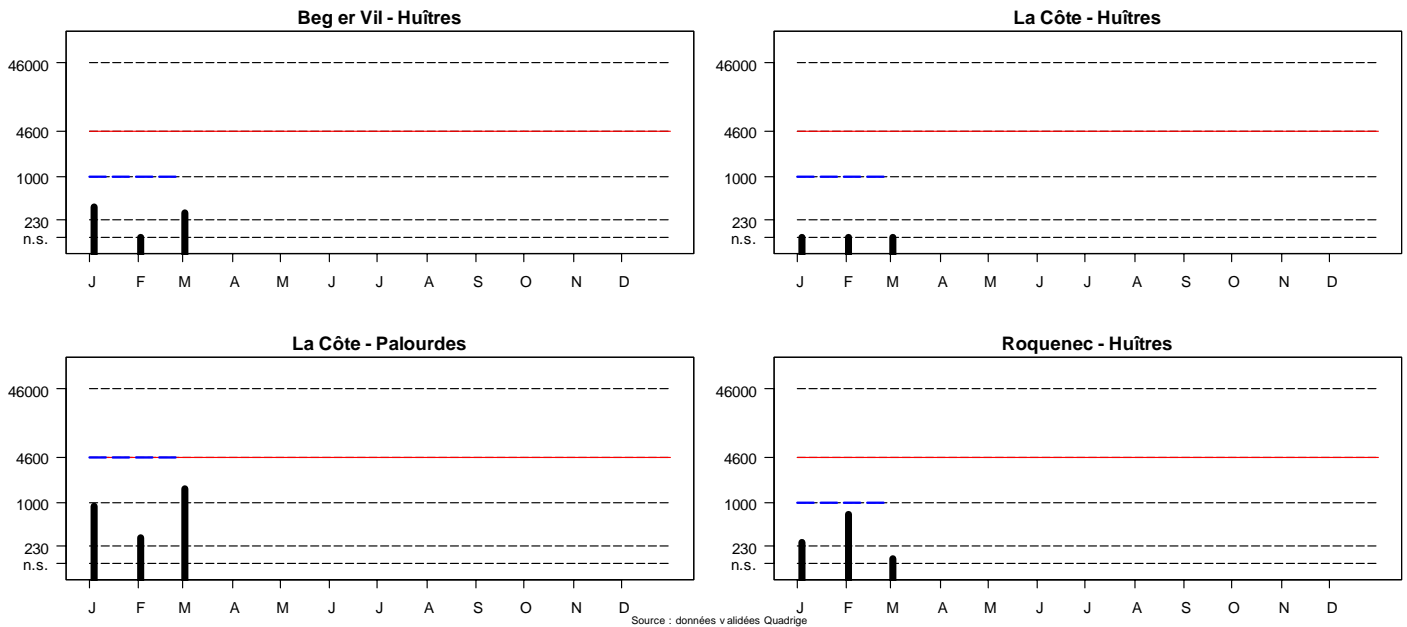 Beg er Vil - Huîtres
46000
4600
1000
230
n.s.
J F M A M J J A S O N D
La Côte - Huîtres
46000
4600
1000
230
n.s.
J F M A M J J A S O N D
La Côte - Palourdes
46000
4600
1000
230
n.s.
J F M A M J J A S O N D
Roquenec - Huîtres
46000
4600
1000
230
n.s.
J F M A M J J A S O N D
Source : données validées Quadrige